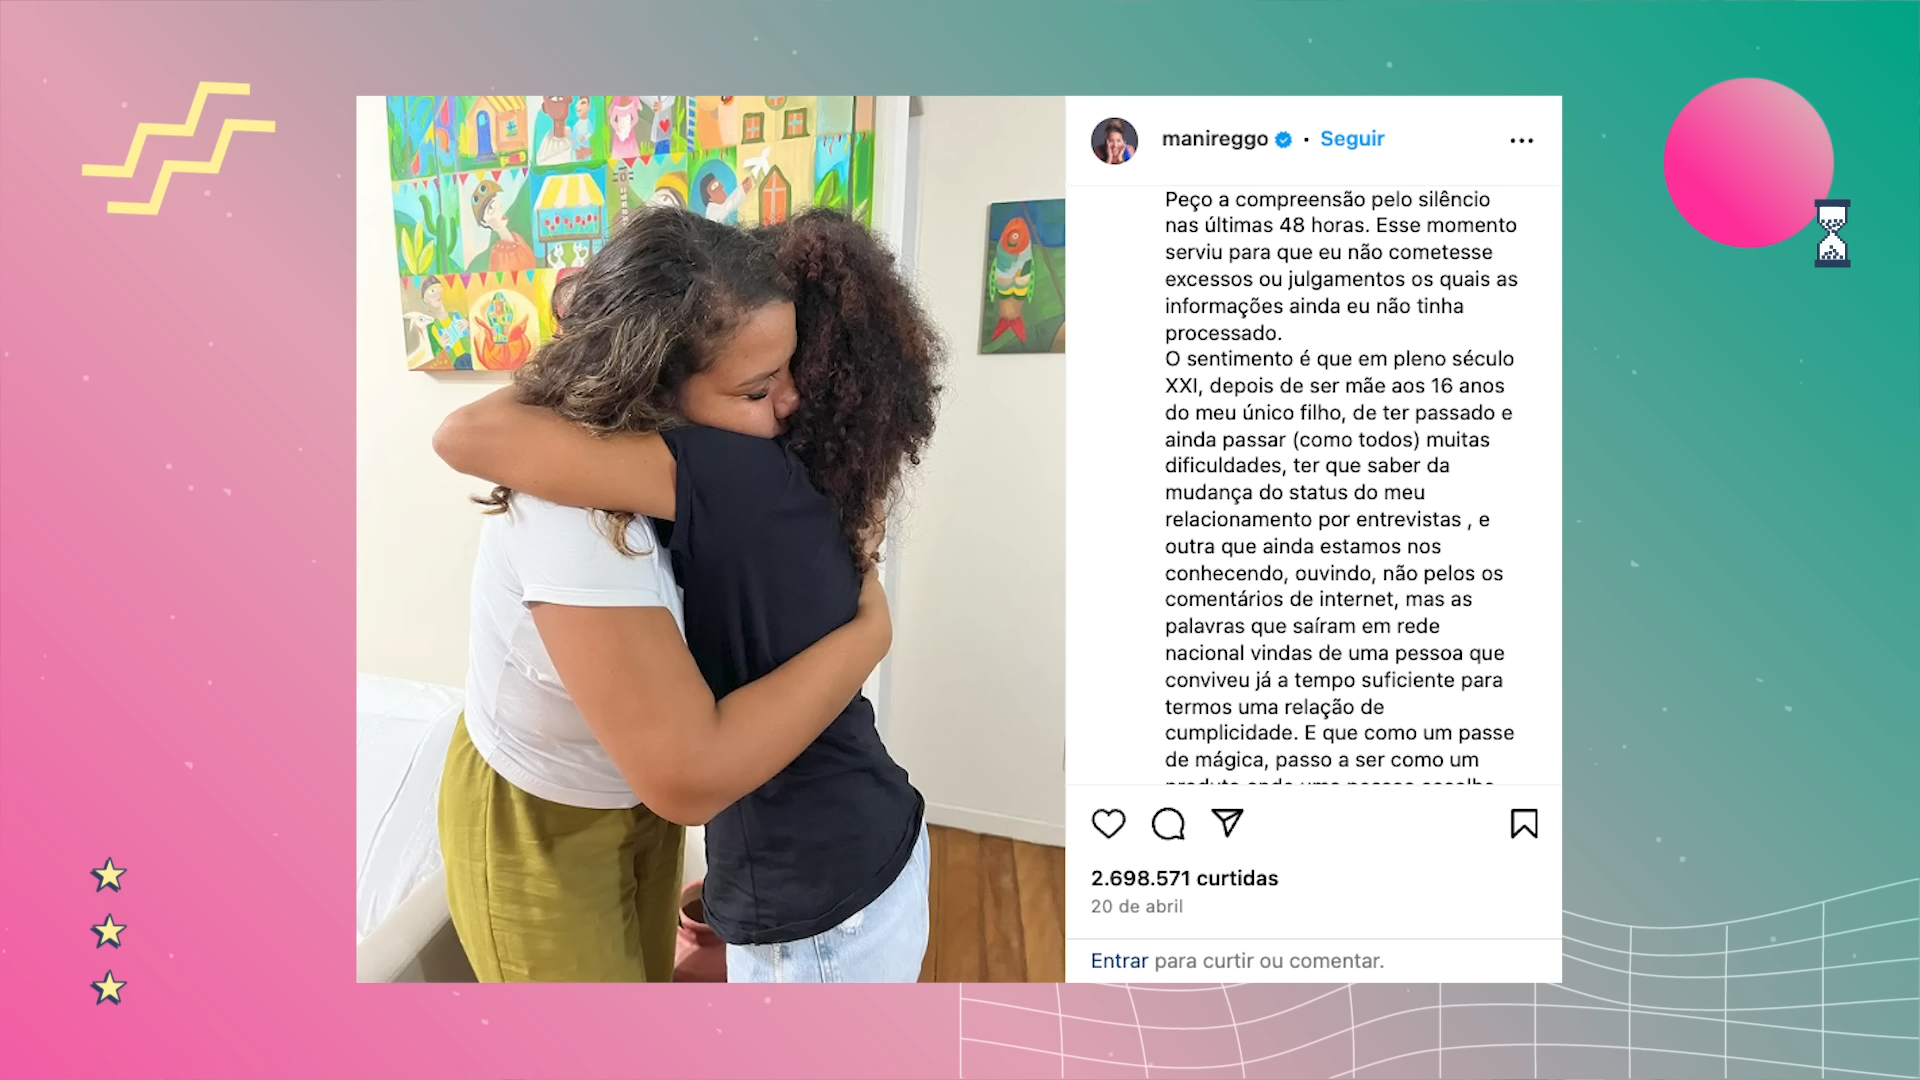 manireggo • Seguir
Peço a compreensão pelo silêncio
nas últimas 48 horas. Esse momento
serviu para que eu não cometesse
excessos ou julgamentos os quais as
informações ainda eu não tinha
processado.
O sentimento é que em pleno século
XXI, depois de ser mãe aos 16 anos
do meu único filho, de ter passado e
ainda passar (como todos) muitas
dificuldades, ter que saber da
mudança do status do meu
relacionamento por entrevistas , e
outra que ainda estamos nos
conhecendo, ouvindo, não pelos os
comentários de internet, mas as
palavras que saíram em rede
nacional vindas de uma pessoa que
conviveu já a tempo suficiente para
termos uma relação de
cumplicidade. E que como um passe
de mágica, passo a ser como um
2.698.571 curtidas
20 de abril
Entrar para curtir ou comentar.